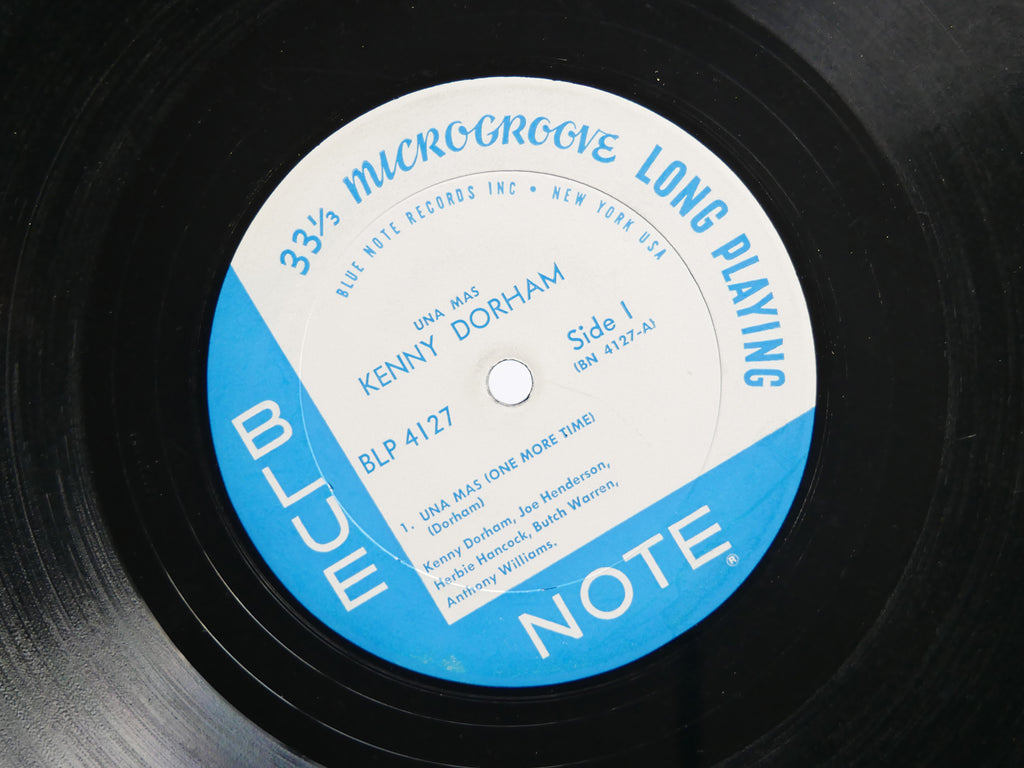 33⅓ MICROGROOVE LONG PLAYING
BLUE NOTE RECORDS INC • NEW YORK USA
UNA MAS
KENNY DORHAM
Side 1
(BN 4127-A)
BLP 4127
1. UNA MAS (ONE MORE TIME)
(Dorham)
Kenny Dorham, Joe Henderson,
Herbie Hancock, Butch Warren,
Anthony Williams.
BLUE
NOTE®